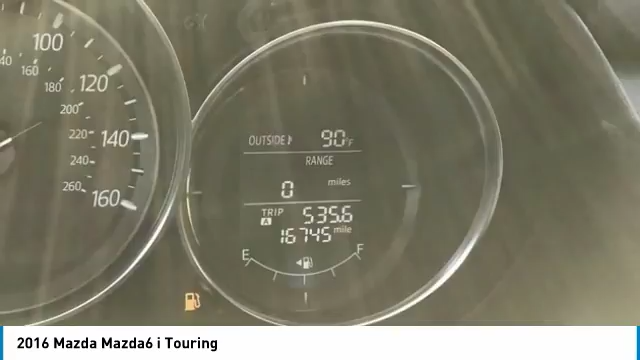 100
120
140
160
40
160
180
200
220
240
260
OUTSIDE 90°F
RANGE
0 miles
TRIP A 535.6
16745 mile
E F
2016 Mazda Mazda6 i Touring